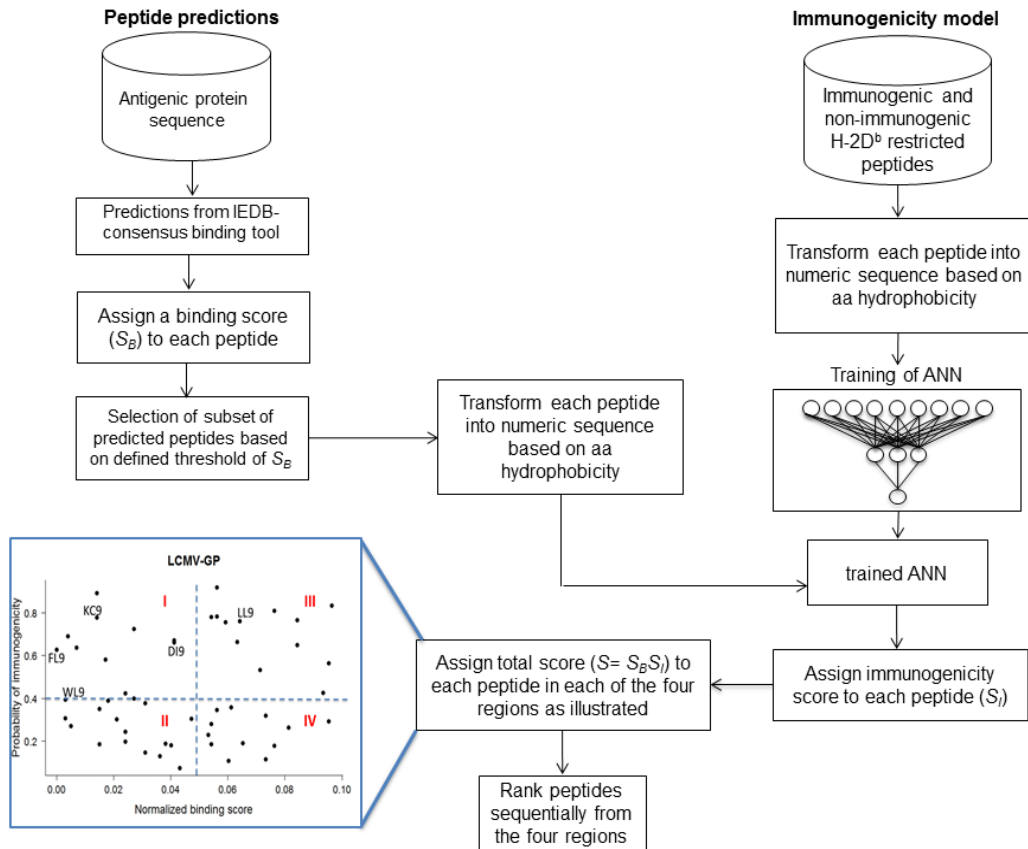 Peptide predictions
Antigenic protein
sequence
Predictions from IEDB-
consensus binding tool
Assign a binding score
(SB) to each peptide
Selection of subset of
predicted peptides based
on defined threshold of SB
Transform each peptide
into numeric sequence
based on aa
hydrophobicity
Immunogenicity model
Immunogenic and
non-immunogenic
H-2Db restricted
peptides
Transform each peptide into
numeric sequence based on
aa hydrophobicity
Training of ANN
trained ANN
Assign immunogenicity
score to each peptide (SI)
Assign total score (S= SBSI) to
each peptide in each of the four
regions as illustrated
Rank peptides
sequentially from
the four regions
LCMV-GP
Probability of immunogenicity
0.8
0.6
0.4
0.2
I
III
II
IV
KC9
LL9
DI9
FL9
WL9
0.00
0.02
0.04
0.06
0.08
0.10
Normalized binding score